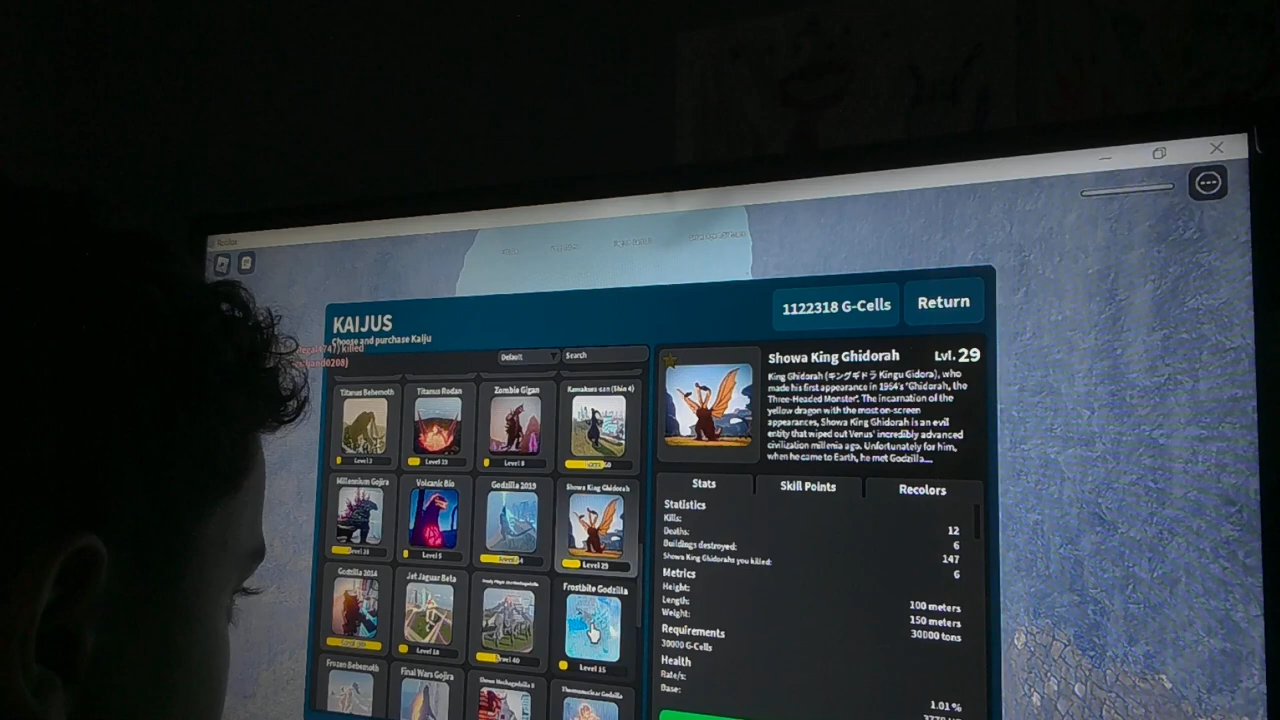 Roblox
KAIJUS
Choose and purchase Kaiju
1122318 G-Cells
Return
killed
Default
Search
Titanus Behemoth
Titanus Rodan
Zombie Gigan
Level 23
Level 8
Millennium Gojira
Volcanic Bio
Godzilla 2019
Showa King Ghidorah
Level 5
Level 29
Godzilla 2014
Jet Jaguar Beta
Frostbite Godzilla
Level 18
Level 40
Level 15
Frozen Behemoth
Final Wars Gojira
Thermonuclear Godzilla
Showa King Ghidorah
Lvl. 29
King Ghidorah (キングギドラ Kingu Gidora), who
made his first appearance in 1964's "Ghidorah, the
Three-Headed Monster". The incarnation of the
yellow dragon with the most on-screen
appearances, Showa King Ghidorah is an evil
entity that wiped out Venus' incredibly advanced
civilization millenia ago. Unfortunately for him,
when he came to Earth, he met Godzilla...
Stats
Skill Points
Recolors
Statistics
Kills:
12
Deaths:
6
Buildings destroyed:
147
Showa King Ghidorahs you killed:
6
Metrics
Height:
100 meters
Length:
150 meters
Weight:
30000 tons
Requirements
30000 G-Cells
Health
Rate/s:
1.01 %
Base: